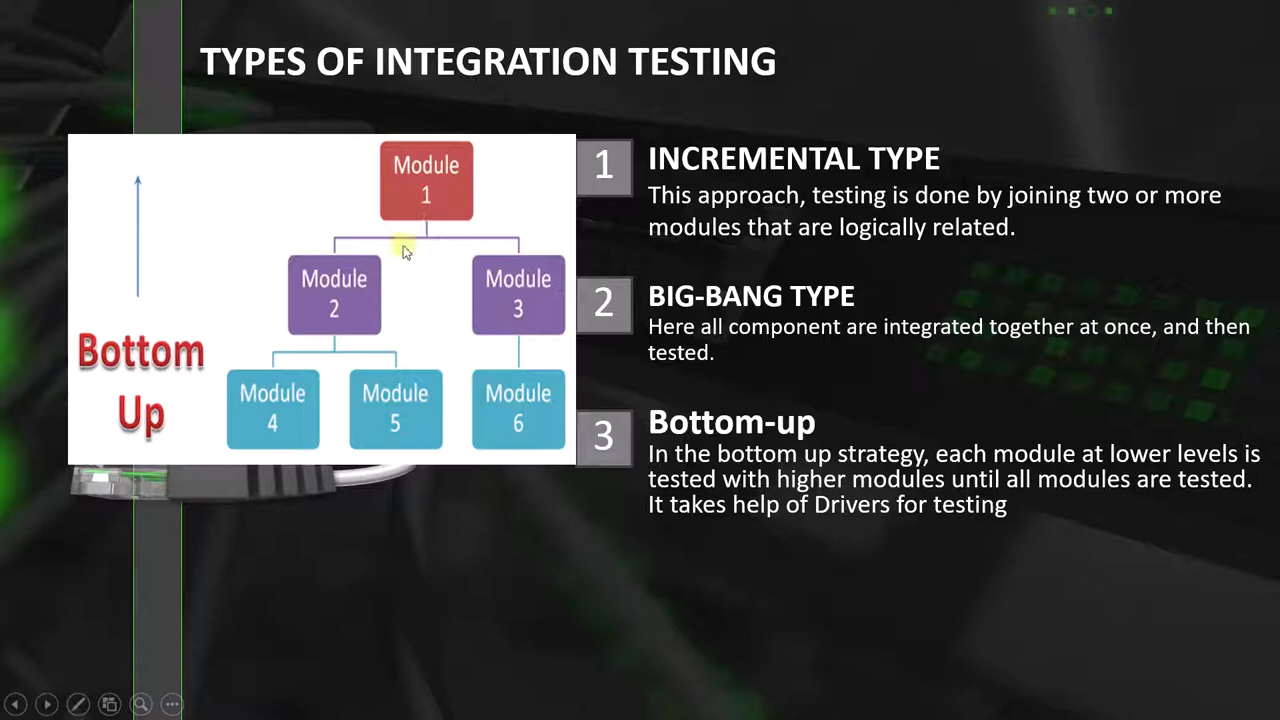 TYPES OF INTEGRATION TESTING
Module
1
Module
2
Module
3
Module
4
Module
5
Module
6
Bottom
Up
1
INCREMENTAL TYPE
This approach, testing is done by joining two or more
modules that are logically related.
2
BIG-BANG TYPE
Here all component are integrated together at once, and then
tested.
3
Bottom-up
In the bottom up strategy, each module at lower levels is
tested with higher modules until all modules are tested.
It takes help of Drivers for testing